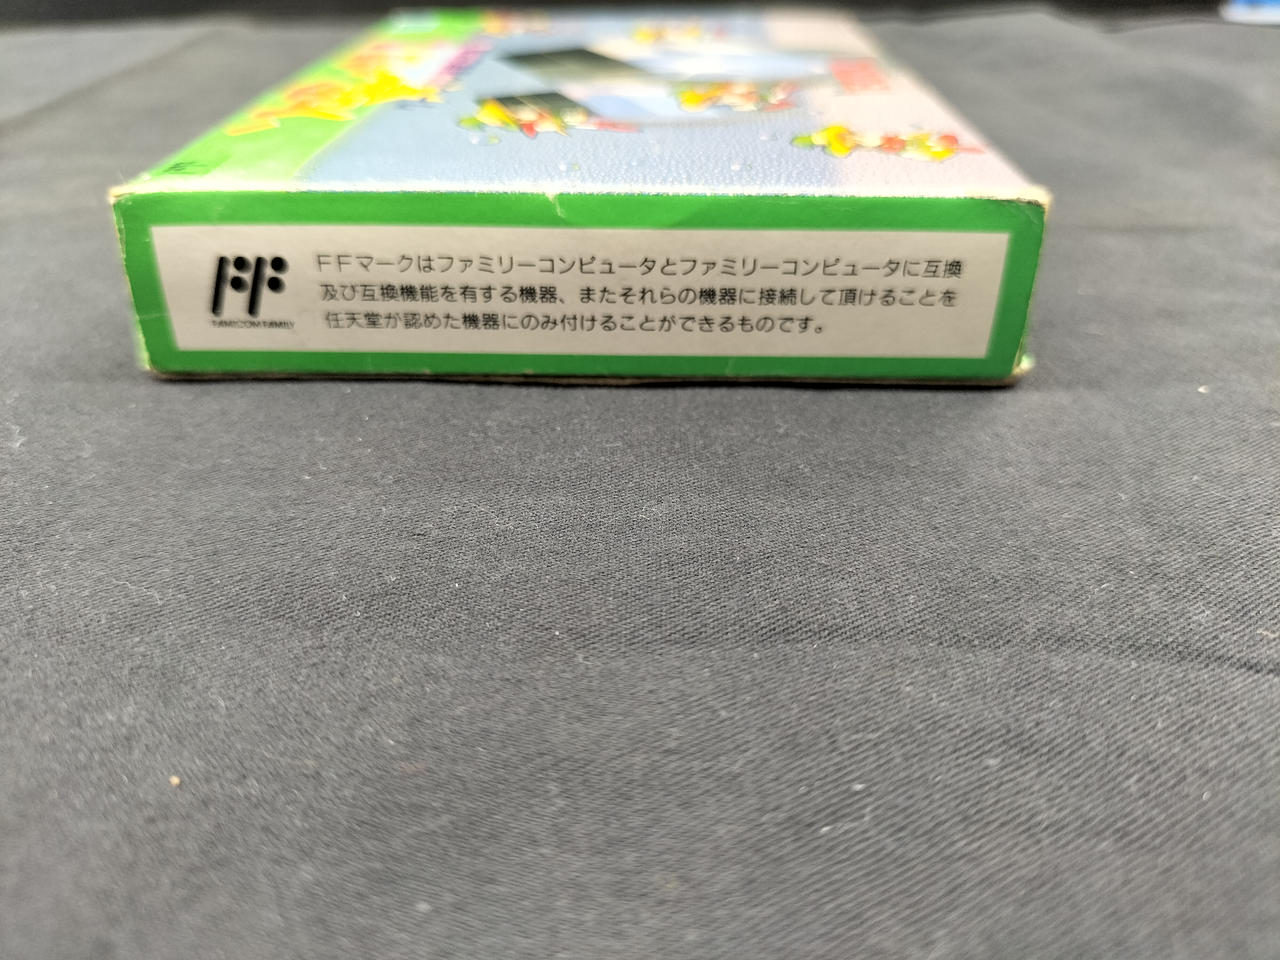 FFマークはファミリーコンピュータとファミリーコンピュータに互換
及び互換機能を有する機器、またそれらの機器に接続して頂けることを
任天堂が認めた機器にのみ付けることができるものです。
FF
FAMICOM FAMILY